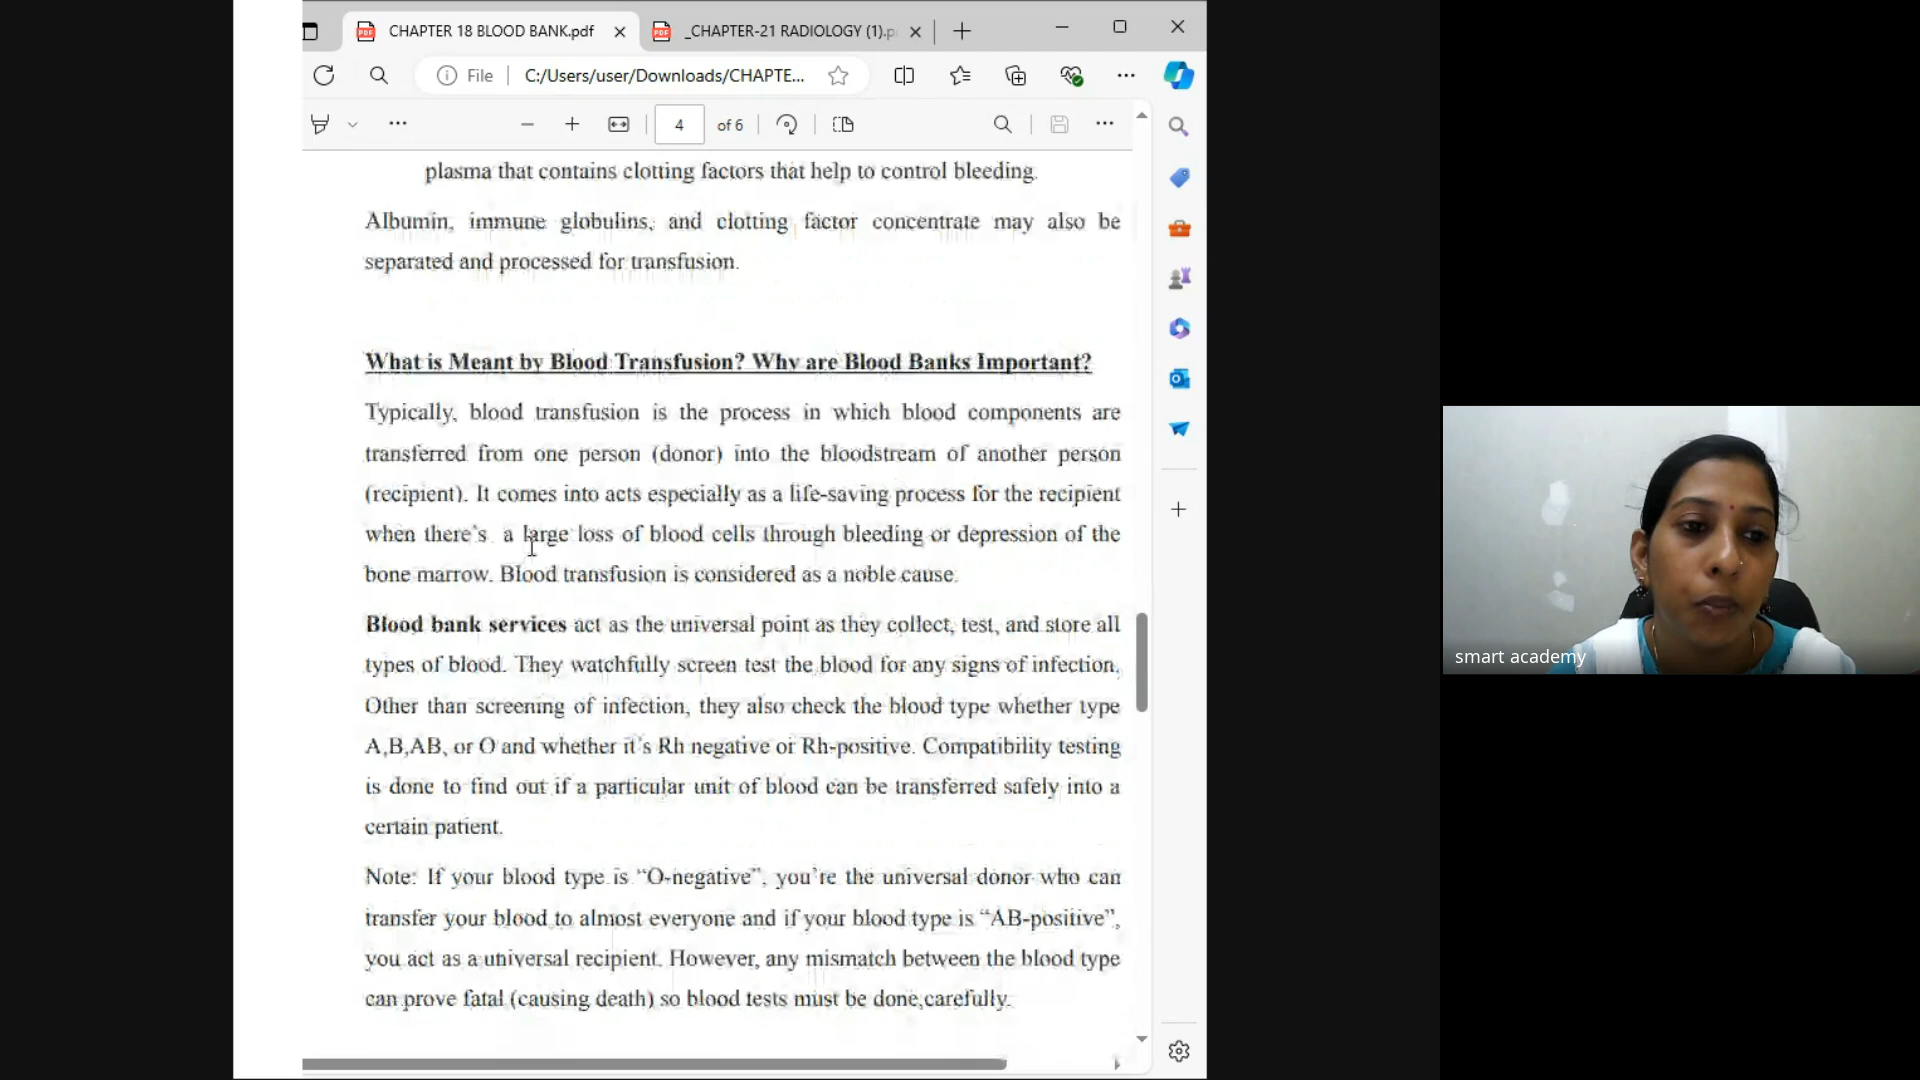 CHAPTER 18 BLOOD BANK.pdf
_CHAPTER-21 RADIOLOGY (1).p
File
C:/Users/user/Downloads/CHAPTE...
4 of 6
plasma that contains clotting factors that help to control bleeding.
Albumin, immune globulins, and clotting factor concentrate may also be
separated and processed for transfusion.
What is Meant by Blood Transfusion? Why are Blood Banks Important?
Typically, blood transfusion is the process in which blood components are
transferred from one person (donor) into the bloodstream of another person
(recipient). It comes into acts especially as a life-saving process for the recipient
when there's a large loss of blood cells through bleeding or depression of the
bone marrow. Blood transfusion is considered as a noble cause.
Blood bank services act as the universal point as they collect, test, and store all
types of blood. They watchfully screen test the blood for any signs of infection,
Other than screening of infection, they also check the blood type whether type
A,B,AB, or O and whether it's Rh negative or Rh-positive. Compatibility testing
is done to find out if a particular unit of blood can be transferred safely into a
certain patient.
Note: If your blood type is "O-negative", you're the universal donor who can
transfer your blood to almost everyone and if your blood type is "AB-positive",
you act as a universal recipient. However, any mismatch between the blood type
can prove fatal (causing death) so blood tests must be done,carefully.
smart academy